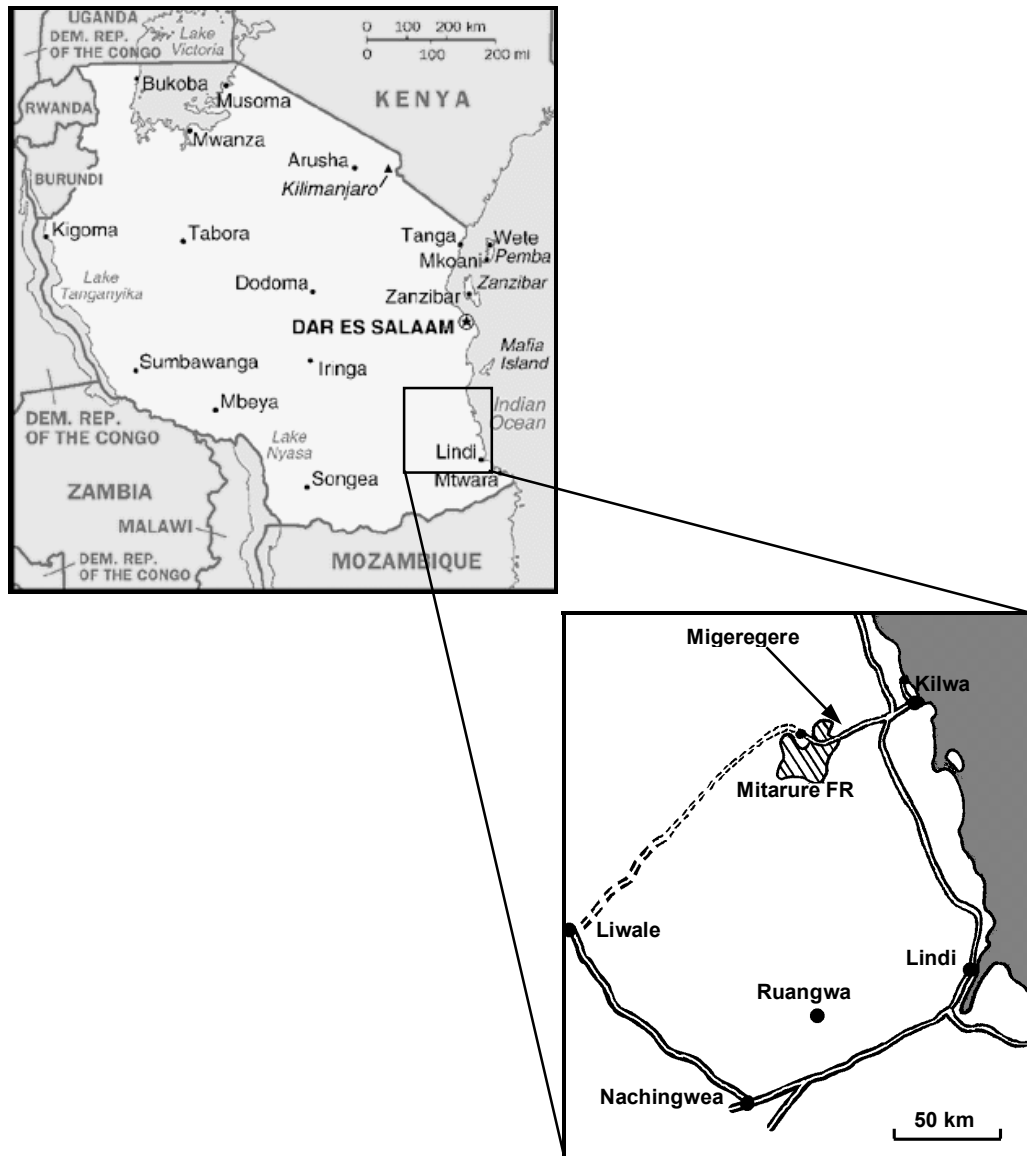 UGANDA
DEM. REP.
OF THE CONGO
Lake
Victoria
0 100 200 km
0 100 200 mi
KENYA
Bukoba
Musoma
RWANDA
Mwanza
Arusha
Kilimanjaro
BURUNDI
Kigoma
Tabora
Tanga
Wete
Mkoani
Pemba
Lake
Tanganyika
Dodoma
Zanzibar
Zanzibar
DAR ES SALAAM
Mafia
Island
Sumbawanga
Iringa
Mbeya
Indian
Ocean
DEM. REP.
OF THE CONGO
Lake
Nyasa
Lindi
Songea
Mtwara
ZAMBIA
MALAWI
DEM. REP.
OF THE CONGO
MOZAMBIQUE
Migeregere
Kilwa
Mitarure FR
Liwale
Lindi
Ruangwa
Nachingwea
50 km